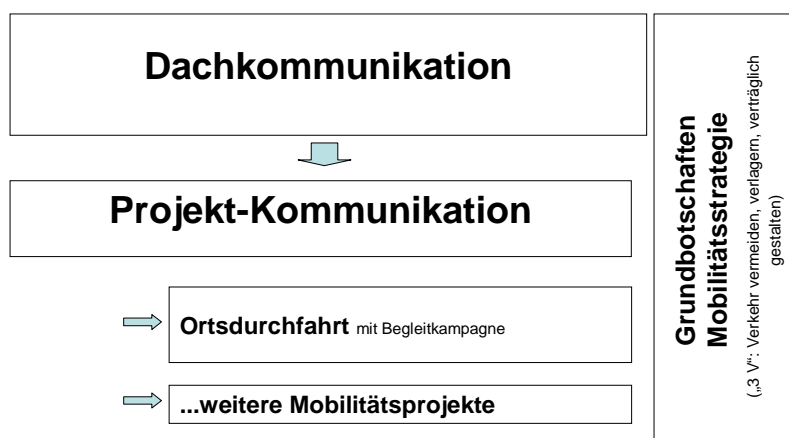 Dachkommunikation
Projekt-Kommunikation
Ortsdurchfahrt mit Begleitkampagne
...weitere Mobilitätsprojekte
Grundbotschaften
Mobilitätsstrategie
(„3 V“: Verkehr vermeiden, verlagern, verträglich
gestalten)